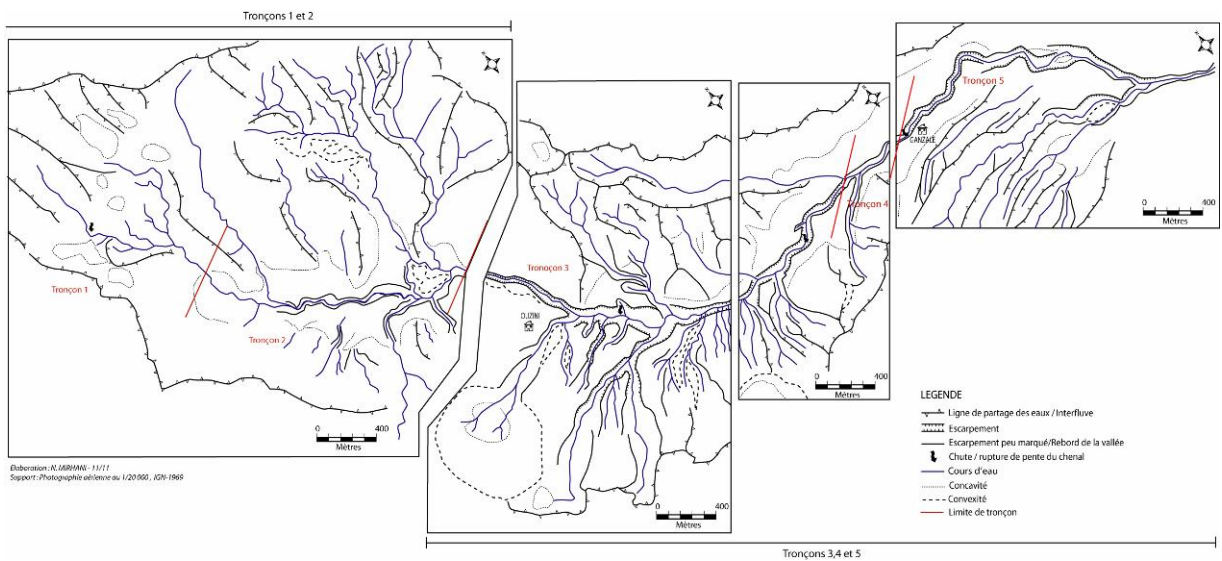 Tronçons 1 et 2
Tronçon 1
Tronçon 2
0 400
Mètres
Elaboration : N.MIRHANI - 11/11
Support : Photographie aérienne au 1/20 000 , IGN-1969
Tronoçon 3
OUZINI
0 400
Mètres
Tronçon 4
0 400
Mètres
Tronçon 5
GANZALE
0 400
Mètres
LEGENDE
Ligne de partage des eaux / Interfluve
Escarpement
Escarpement peu marqué/Rebord de la vallée
Chute / rupture de pente du chenal
Cours d'eau
Concavité
Convexité
Limite de tronçon
Tronçons 3,4 et 5